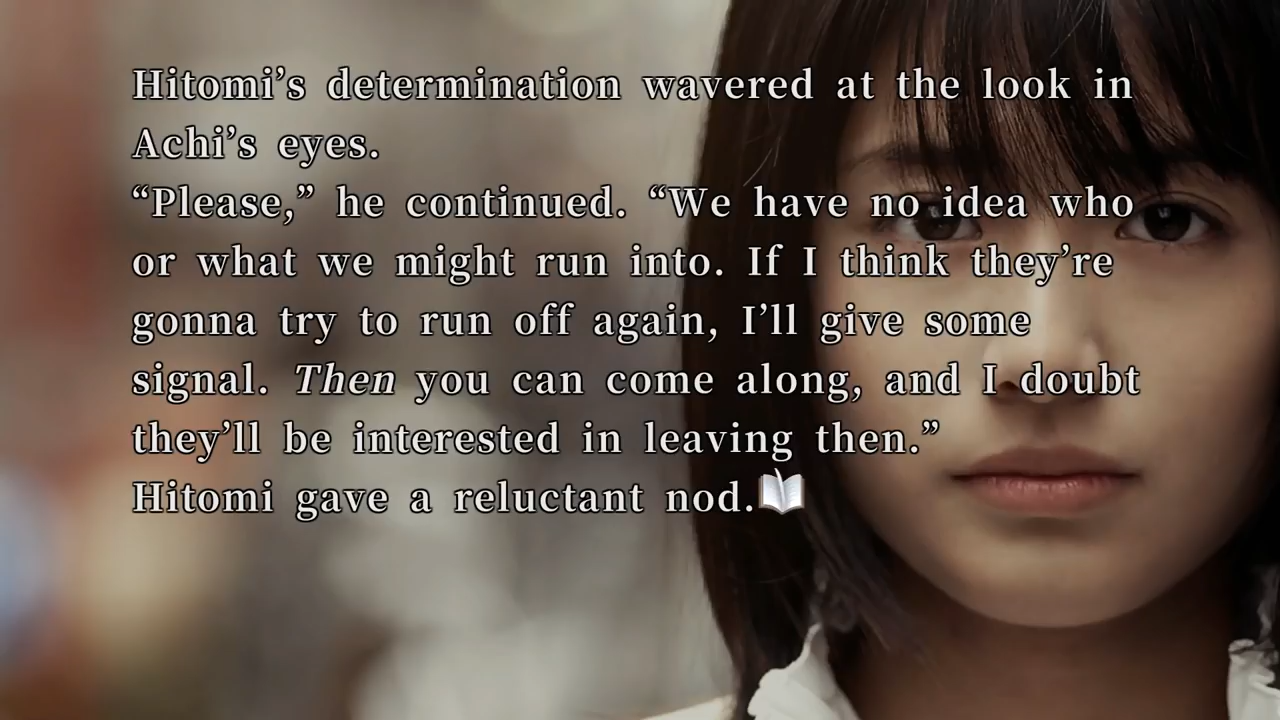 Hitomi’s determination wavered at the look in
Achi’s eyes.
“Please,” he continued. “We have no idea who
or what we might run into. If I think they’re
gonna try to run off again, I’ll give some
signal. Then you can come along, and I doubt
they’ll be interested in leaving then.”
Hitomi gave a reluctant nod.